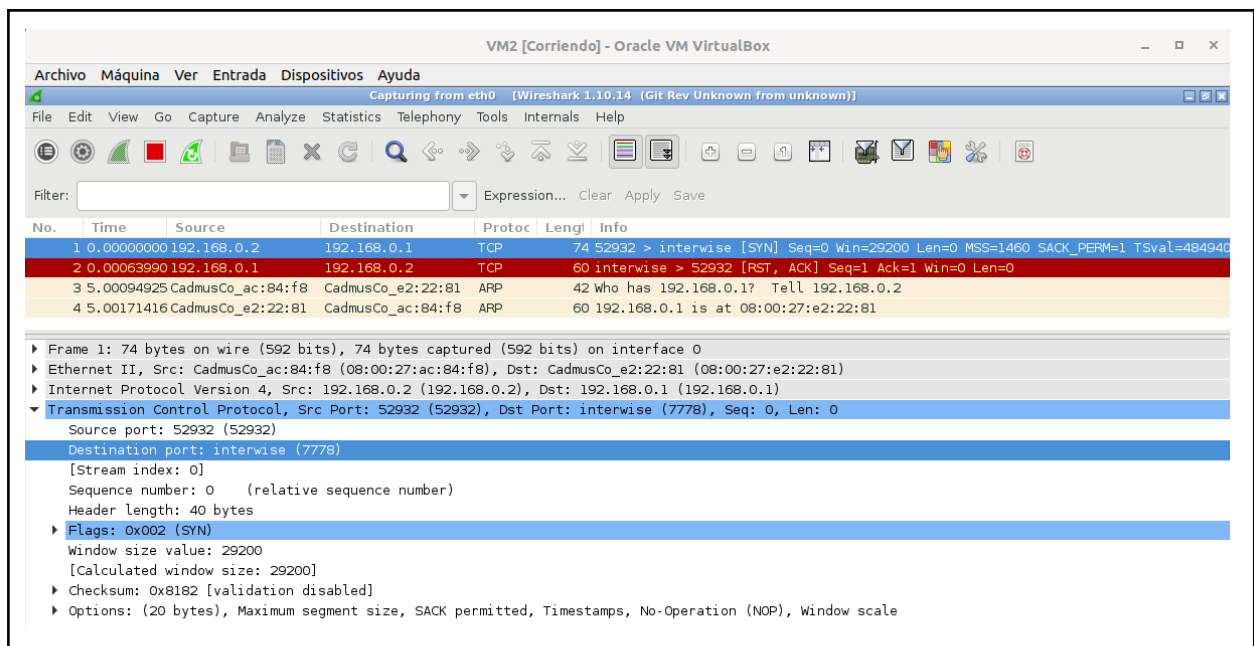 VM2 [Corriendo] - Oracle VM VirtualBox
Archivo Máquina Ver Entrada Dispositivos Ayuda
Capturing from eth0 [Wireshark 1.10.14 (Git Rev Unknown from unknown)]
File Edit View Go Capture Analyze Statistics Telephony Tools Internals Help
Filter: Expression... Clear Apply Save
No. Time Source Destination Protoc Lengt Info
1 0.00000000 192.168.0.2 192.168.0.1 TCP 74 52932 > interwise [SYN] Seq=0 Win=29200 Len=0 MSS=1460 SACK_PERM=1 TSval=484940
2 0.00063990 192.168.0.1 192.168.0.2 TCP 60 interwise > 52932 [RST, ACK] Seq=1 Ack=1 Win=0 Len=0
3 5.00094925 CadmusCo_ac:84:f8 CadmusCo_e2:22:81 ARP 42 Who has 192.168.0.1? Tell 192.168.0.2
4 5.00171416 CadmusCo_e2:22:81 CadmusCo_ac:84:f8 ARP 60 192.168.0.1 is at 08:00:27:e2:22:81
Frame 1: 74 bytes on wire (592 bits), 74 bytes captured (592 bits) on interface 0
Ethernet II, Src: CadmusCo_ac:84:f8 (08:00:27:ac:84:f8), Dst: CadmusCo_e2:22:81 (08:00:27:e2:22:81)
Internet Protocol Version 4, Src: 192.168.0.2 (192.168.0.2), Dst: 192.168.0.1 (192.168.0.1)
Transmission Control Protocol, Src Port: 52932 (52932), Dst Port: interwise (7778), Seq: 0, Len: 0
Source port: 52932 (52932)
Destination port: interwise (7778)
[Stream index: 0]
Sequence number: 0 (relative sequence number)
Header length: 40 bytes
Flags: 0x002 (SYN)
Window size value: 29200
[Calculated window size: 29200]
Checksum: 0x8182 [validation disabled]
Options: (20 bytes), Maximum segment size, SACK permitted, Timestamps, No-Operation (NOP), Window scale